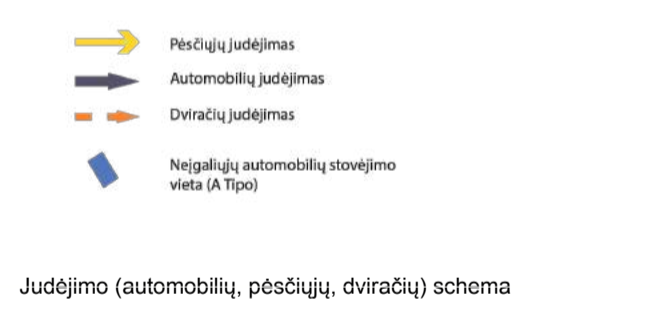 Pėsčiųjų judėjimas
Automobilių judėjimas
Dviračių judėjimas
Neįgaliųjų automobilių stovėjimo
vieta (A Tipo)
Judėjimo (automobilių, pėsčiųjų, dviračių) schema